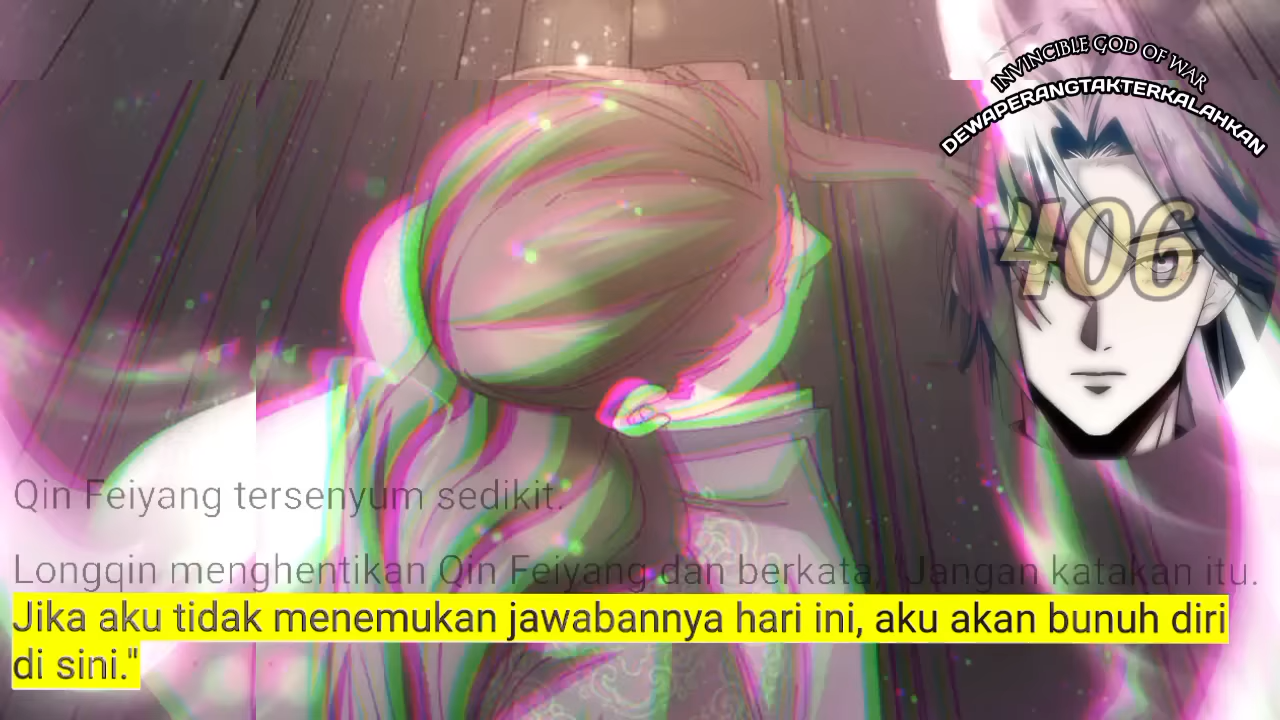 INVINCIBLE GOD OF WAR
DEWAPERANGTAKTERKALAHKAN
406
Qin Feiyang tersenyum sedikit.
Longqin menghentikan Qin Feiyang dan berkata, "Jangan katakan itu.
Jika aku tidak menemukan jawabannya hari ini, aku akan bunuh diri
di sini."